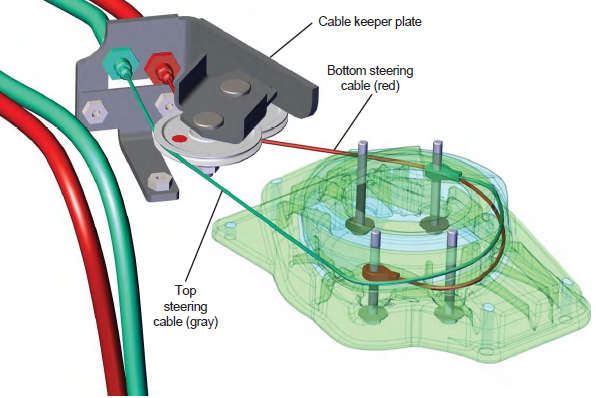 Cable keeper plate
Bottom steering
cable (red)
Top
steering
cable (gray)